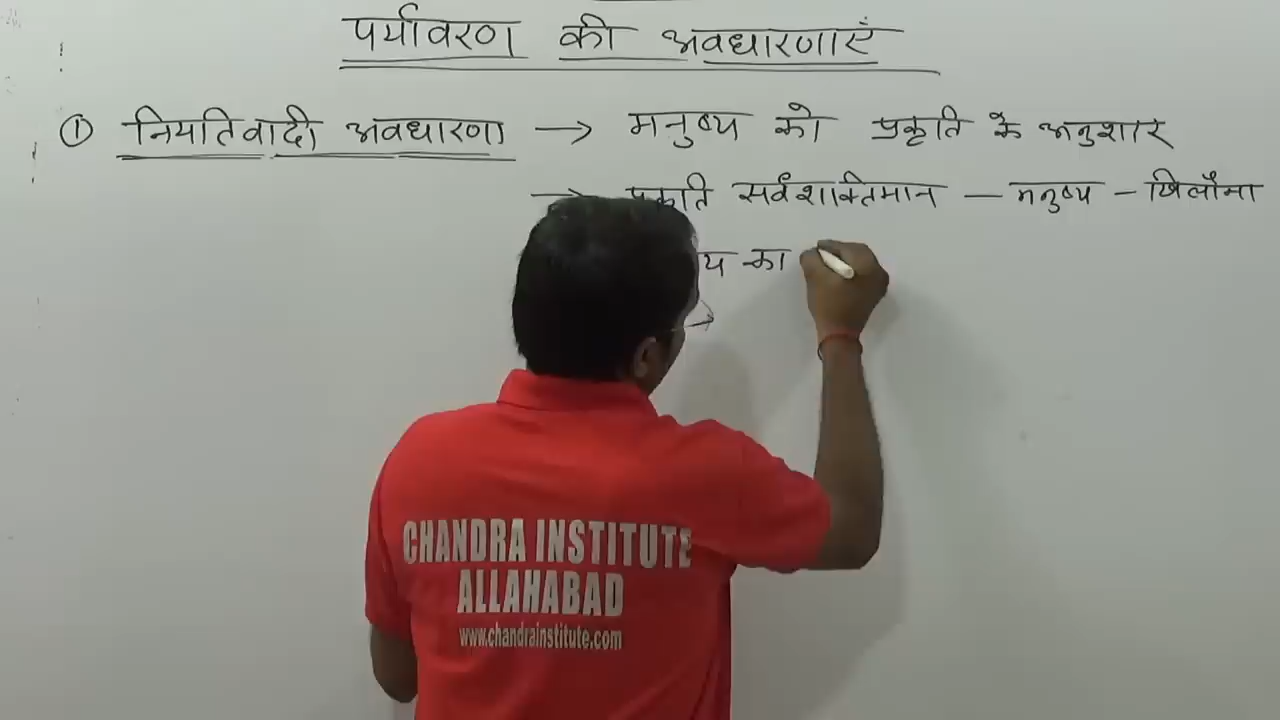 पर्यावरण की अवधारणाएँ
① नियतिवादी अवधारणा → मनुष्य को प्रकृति के अनुशार
→ प्रकृति सर्वशक्तिमान — मनुष्य - खिलौना
का
CHANDRA INSTITUTE
ALLAHABAD
www.chandrainstitute.com